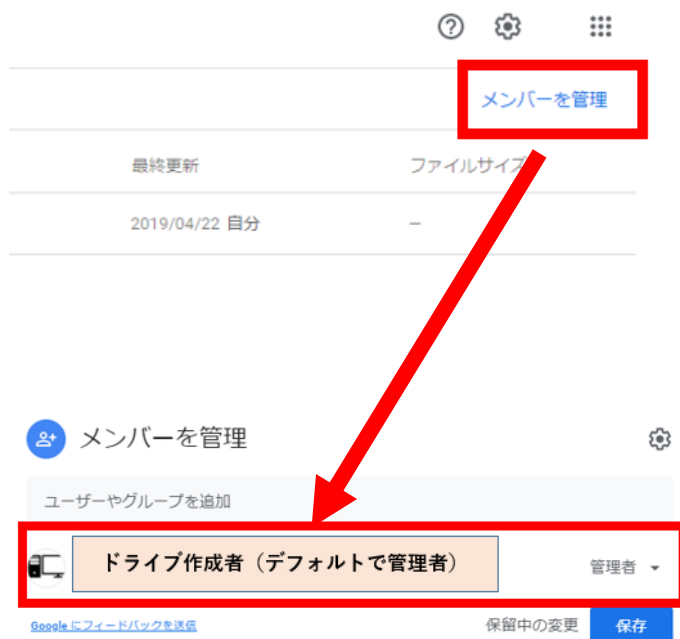 メンバーを管理
最終更新 ファイルサイズ
2019/04/22 自分 –
メンバーを管理
ユーザーやグループを追加
ドライブ作成者（デフォルトで管理者） 管理者
Google にフィードバックを送信 保留中の変更 保存